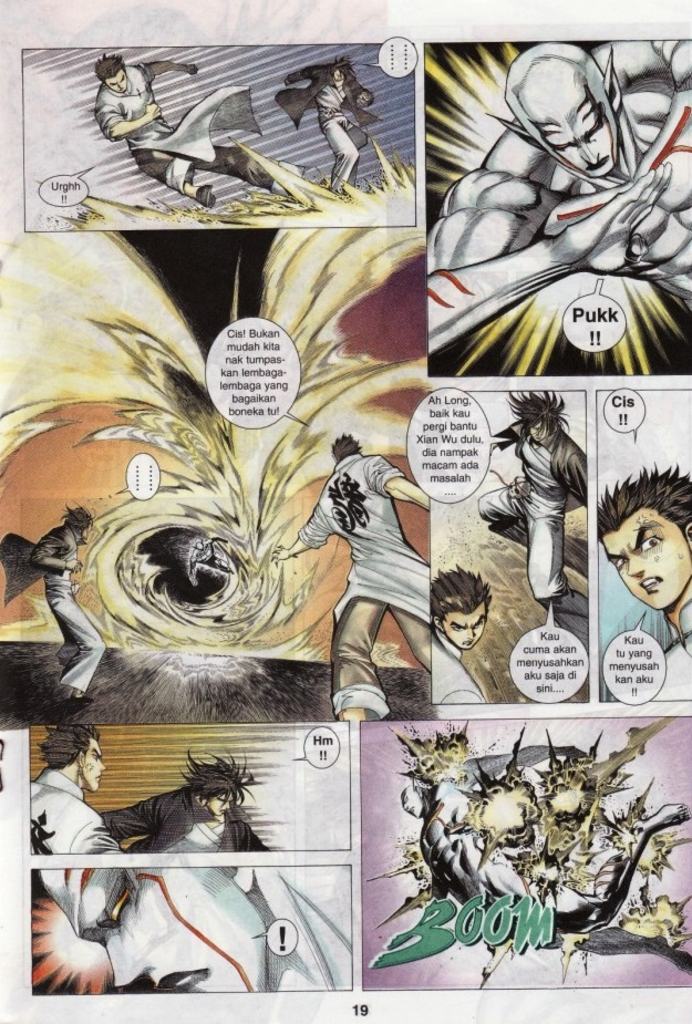 :::::
Urghh
!!
Pukk
!!
Cis! Bukan
mudah kita
nak tumpas-
kan lembaga-
lembaga yang
bagaikan
boneka tu!
:::::
Ah Long,
baik kau
pergi bantu
Xian Wu dulu,
dia nampak
macam ada
masalah
....
Kau
cuma akan
menyusahkan
aku saja di
sini....
Cis
!!
Kau
tu yang
menyusah
kan aku
!!
Hm
!!
!
BOOM
19